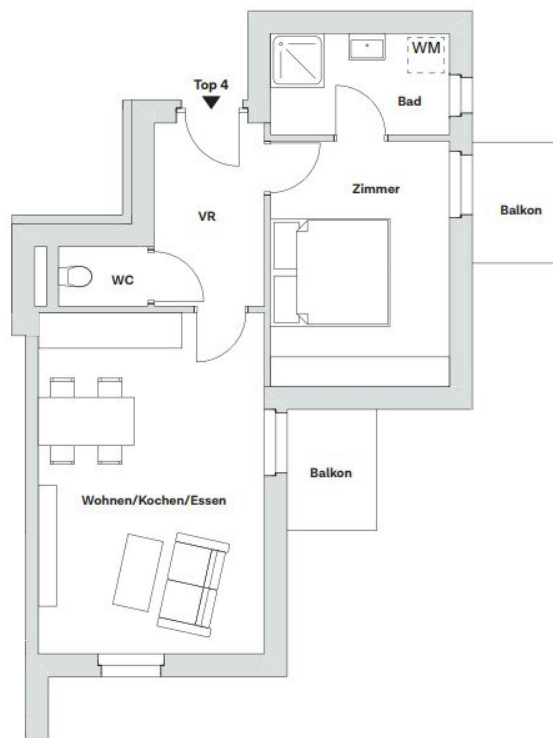 WM
Top 4
Bad
Zimmer
Balkon
VR
WC
Balkon
Wohnen/Kochen/Essen